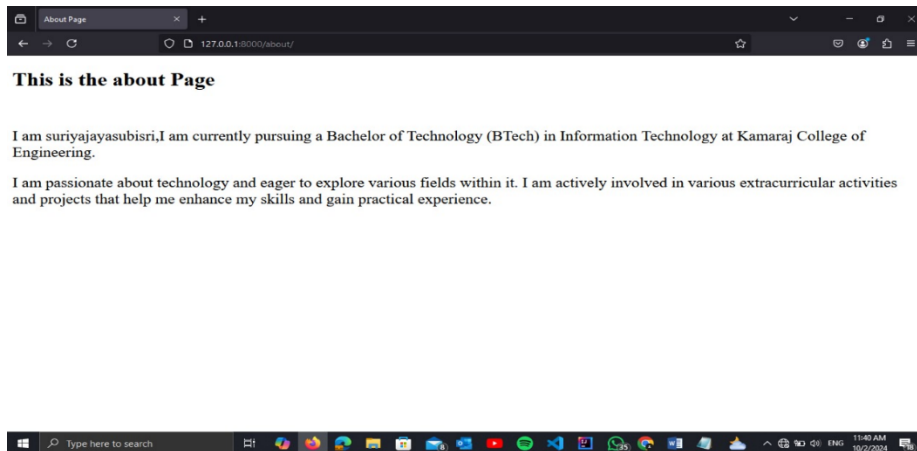 About Page
127.0.0.1:8000/about/
This is the about Page
I am suriyajayasubisri,I am currently pursuing a Bachelor of Technology (BTech) in Information Technology at Kamaraj College of
Engineering.
I am passionate about technology and eager to explore various fields within it. I am actively involved in various extracurricular activities
and projects that help me enhance my skills and gain practical experience.
Type here to search
ENG
11:40 AM
10/2/2024